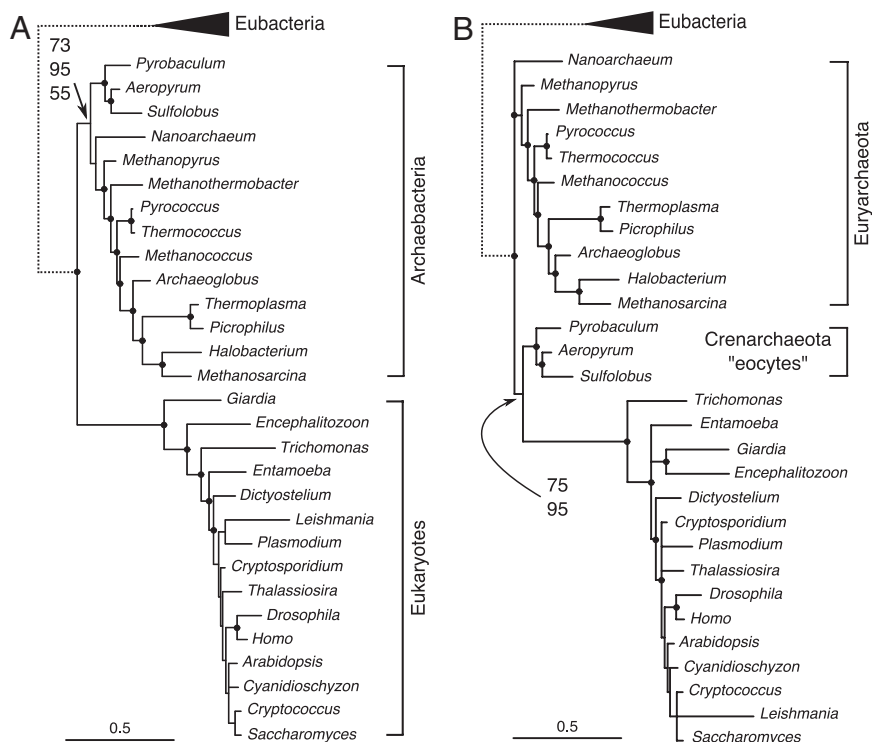 A
Eubacteria
73
95
55
Pyrobaculum
Aeropyrum
Sulfolobus
Nanoarchaeum
Methanopyrus
Methanothermobacter
Pyrococcus
Thermococcus
Methanococcus
Archaeoglobus
Thermoplasma
Picrophilus
Halobacterium
Methanosarcina
Archaebacteria
Giardia
Encephalitozoon
Trichomonas
Entamoeba
Dictyostelium
Leishmania
Plasmodium
Cryptosporidium
Thalassiosira
Drosophila
Homo
Arabidopsis
Cyanidioschyzon
Cryptococcus
Saccharomyces
Eukaryotes
0.5
B
Eubacteria
Nanoarchaeum
Methanopyrus
Methanothermobacter
Pyrococcus
Thermococcus
Methanococcus
Thermoplasma
Picrophilus
Archaeoglobus
Halobacterium
Methanosarcina
Euryarchaeota
Pyrobaculum
Aeropyrum
Sulfolobus
Crenarchaeota
"eocytes"
75
95
Trichomonas
Entamoeba
Giardia
Encephalitozoon
Dictyostelium
Cryptosporidium
Plasmodium
Thalassiosira
Drosophila
Homo
Arabidopsis
Cyanidioschyzon
Cryptococcus
Leishmania
Saccharomyces
0.5